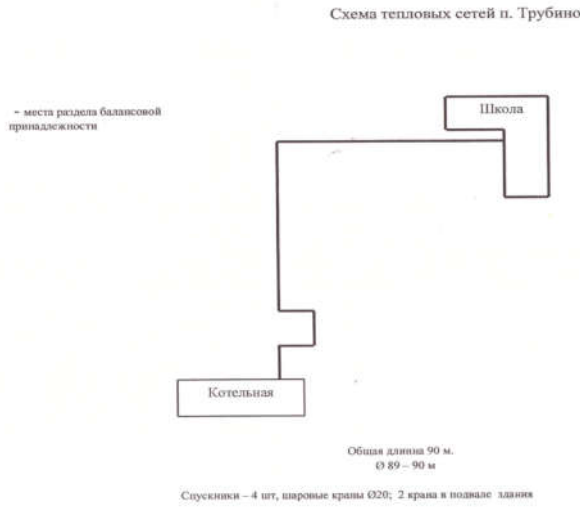 Схема тепловых сетей п. Трубино
– места раздела балансовой
принадлежности
Школа
Котельная
Общая длинна 90 м.
Ø 89 – 90 м
Спускники – 4 шт, шаровые краны Ø20; 2 крана в подвале здания